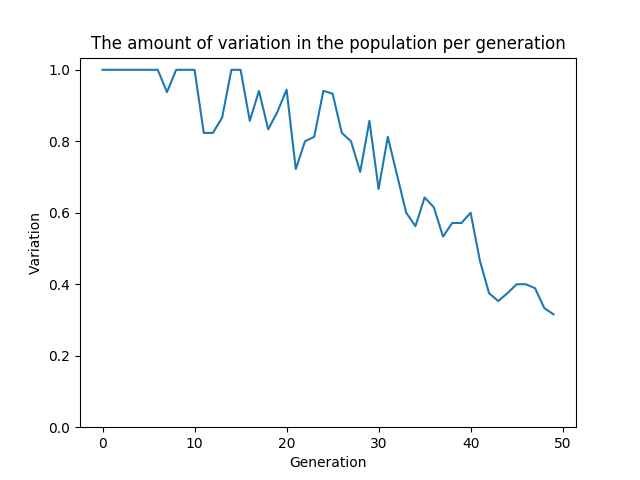 The amount of variation in the population per generation
1.0
0.8
0.6
0.4
0.2
0.0
Variation
0 10 20 30 40 50
Generation